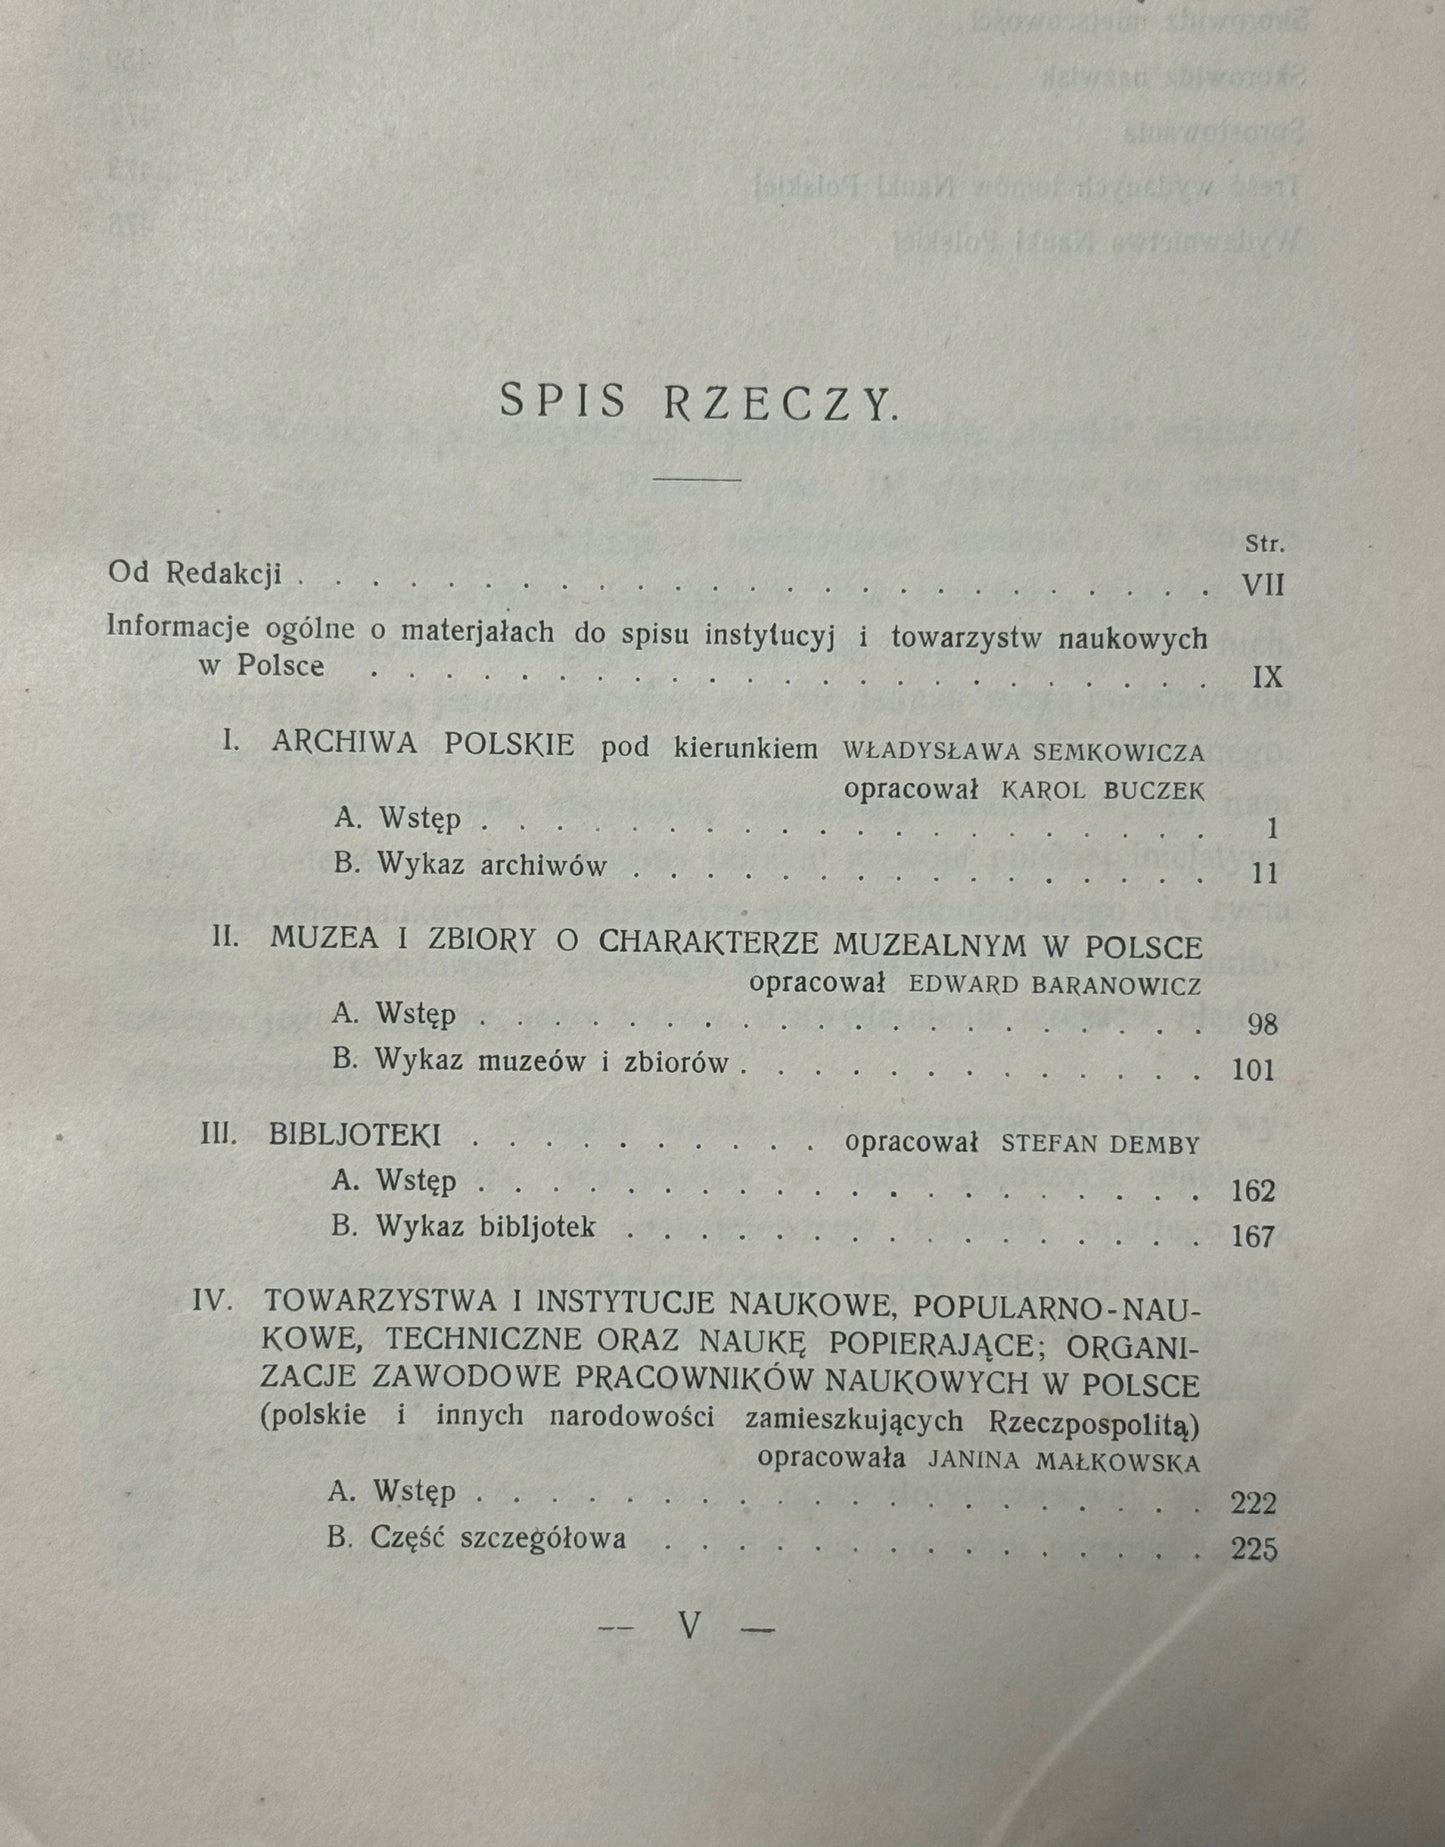 SPIS RZECZY.
Str.
Od Redakcji . . . . . . . . . . . . . . . . . . . . . . . . . VII
Informacje ogólne o materjałach do spisu instytucyj i towarzystw naukowych
w Polsce . . . . . . . . . . . . . . . . . . . . . . . IX
I. ARCHIWA POLSKIE pod kierunkiem WŁADYSŁAWA SEMKOWICZA
opracował KAROL BUCZEK
A. Wstęp . . . . . . . . . . . . . . . . . . . . 1
B. Wykaz archiwów . . . . . . . . . . . . . . . . 11
II. MUZEA I ZBIORY O CHARAKTERZE MUZEALNYM W POLSCE
opracował EDWARD BARANOWICZ
A. Wstęp . . . . . . . . . . . . . . . . . . . . 98
B. Wykaz muzeów i zbiorów . . . . . . . . . . . . . 101
III. BIBLJOTEKI . . . . . . . . . . opracował STEFAN DEMBY
A. Wstęp . . . . . . . . . . . . . . . . . . . . 162
B. Wykaz bibljotek . . . . . . . . . . . . . . . . 167
IV. TOWARZYSTWA I INSTYTUCJE NAUKOWE, POPULARNO-NAU-
KOWE, TECHNICZNE ORAZ NAUKĘ POPIERAJĄCE; ORGANI-
ZACJE ZAWODOWE PRACOWNIKÓW NAUKOWYCH W POLSCE
(polskie i innych narodowości zamieszkujących Rzeczpospolitą)
opracowała JANINA MAŁKOWSKA
A. Wstęp . . . . . . . . . . . . . . . . . . . . 222
B. Część szczegółowa . . . . . . . . . . . . . . . 225
— V —